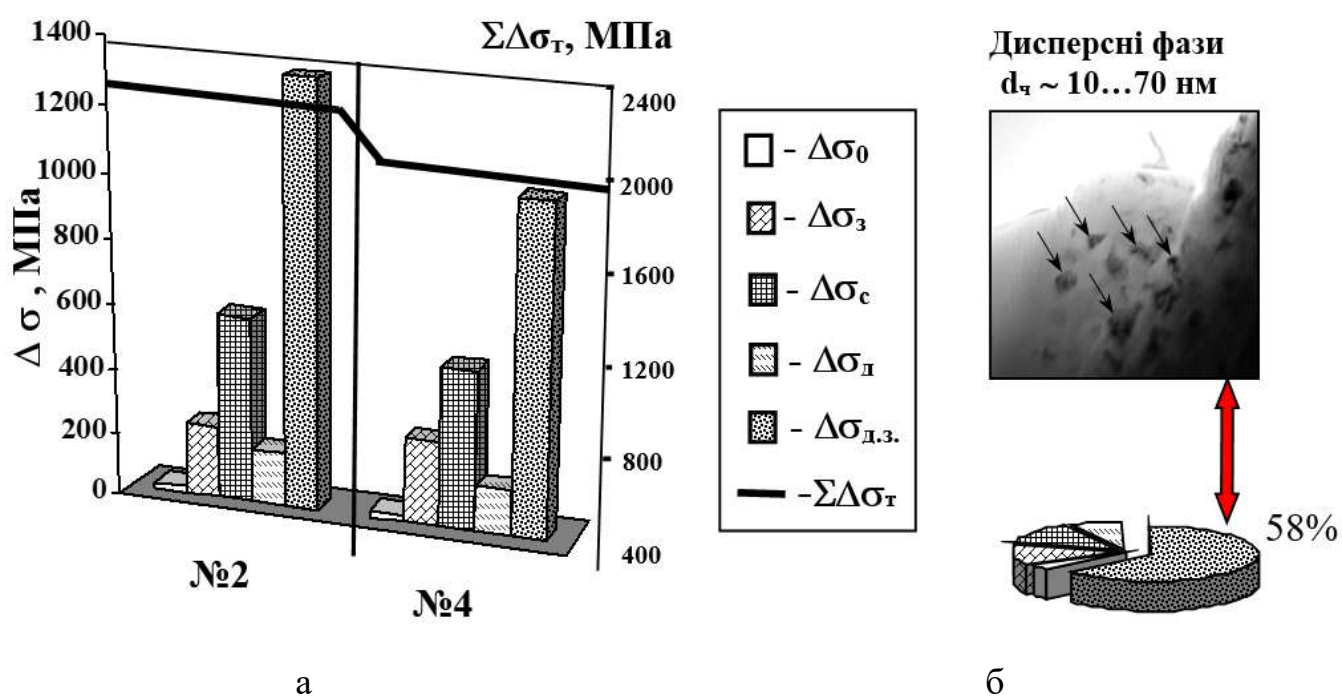 1400
1200
1000
800
600
400
200
0
Δ σ , МПа
ΣΔσт, МПа
2400
2000
1600
1200
800
400
№2
№4
а
- Δσ0
- Δσз
- Δσс
- Δσд
- Δσд.з.
-ΣΔσт
Дисперсні фази
dч ~ 10…70 нм
58%
б